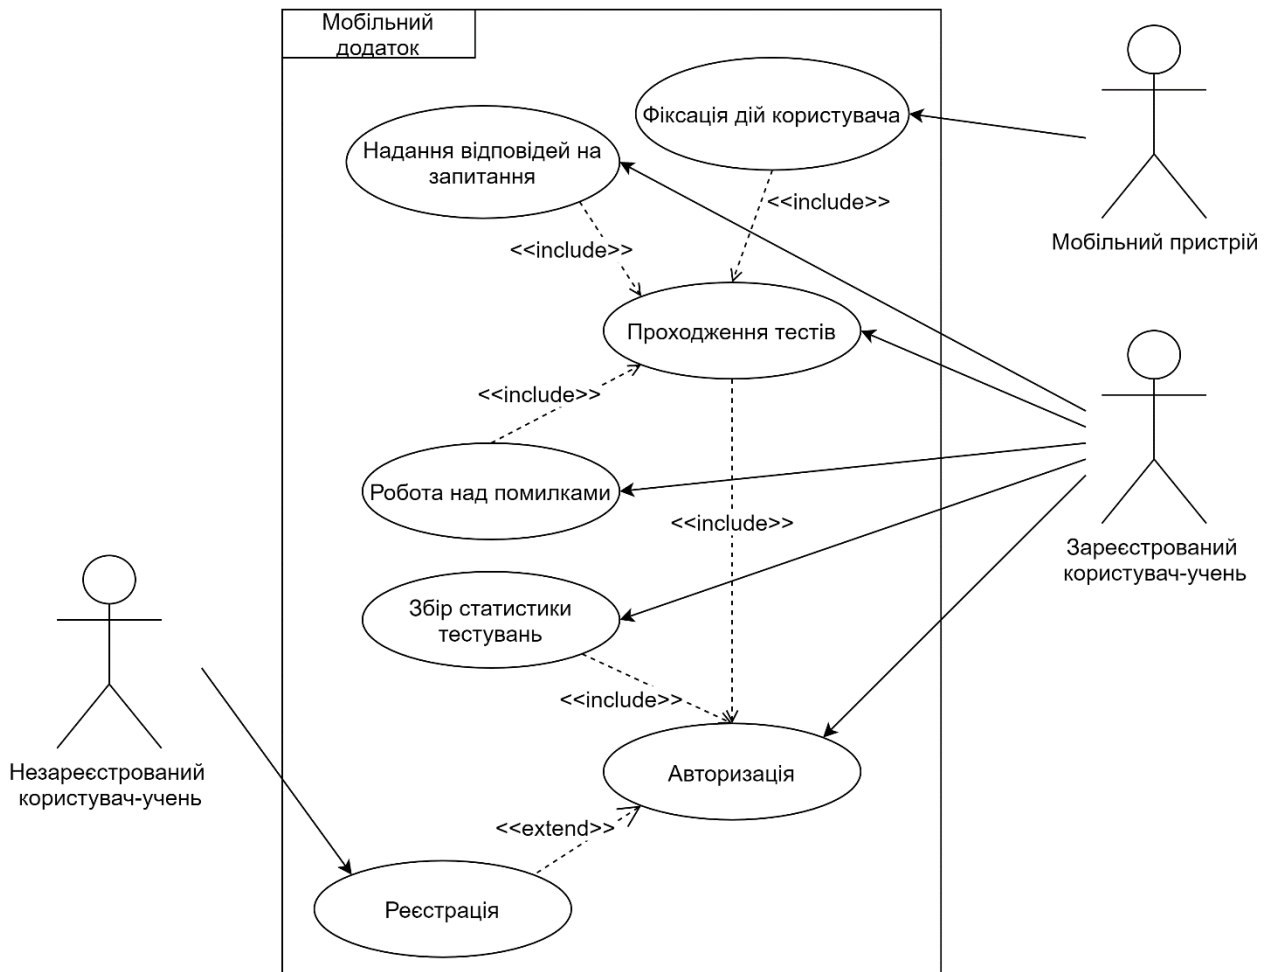 Мобільний
додаток
Фіксація дій користувача
Надання відповідей на
запитання
<<include>>
<<include>>
Мобільний пристрій
Проходження тестів
<<include>>
Робота над помилками
<<include>>
Зареєстрований
користувач-учень
Збір статистики
тестувань
<<include>>
Незареєстрований
користувач-учень
Авторизація
<<extend>>
Реєстрація